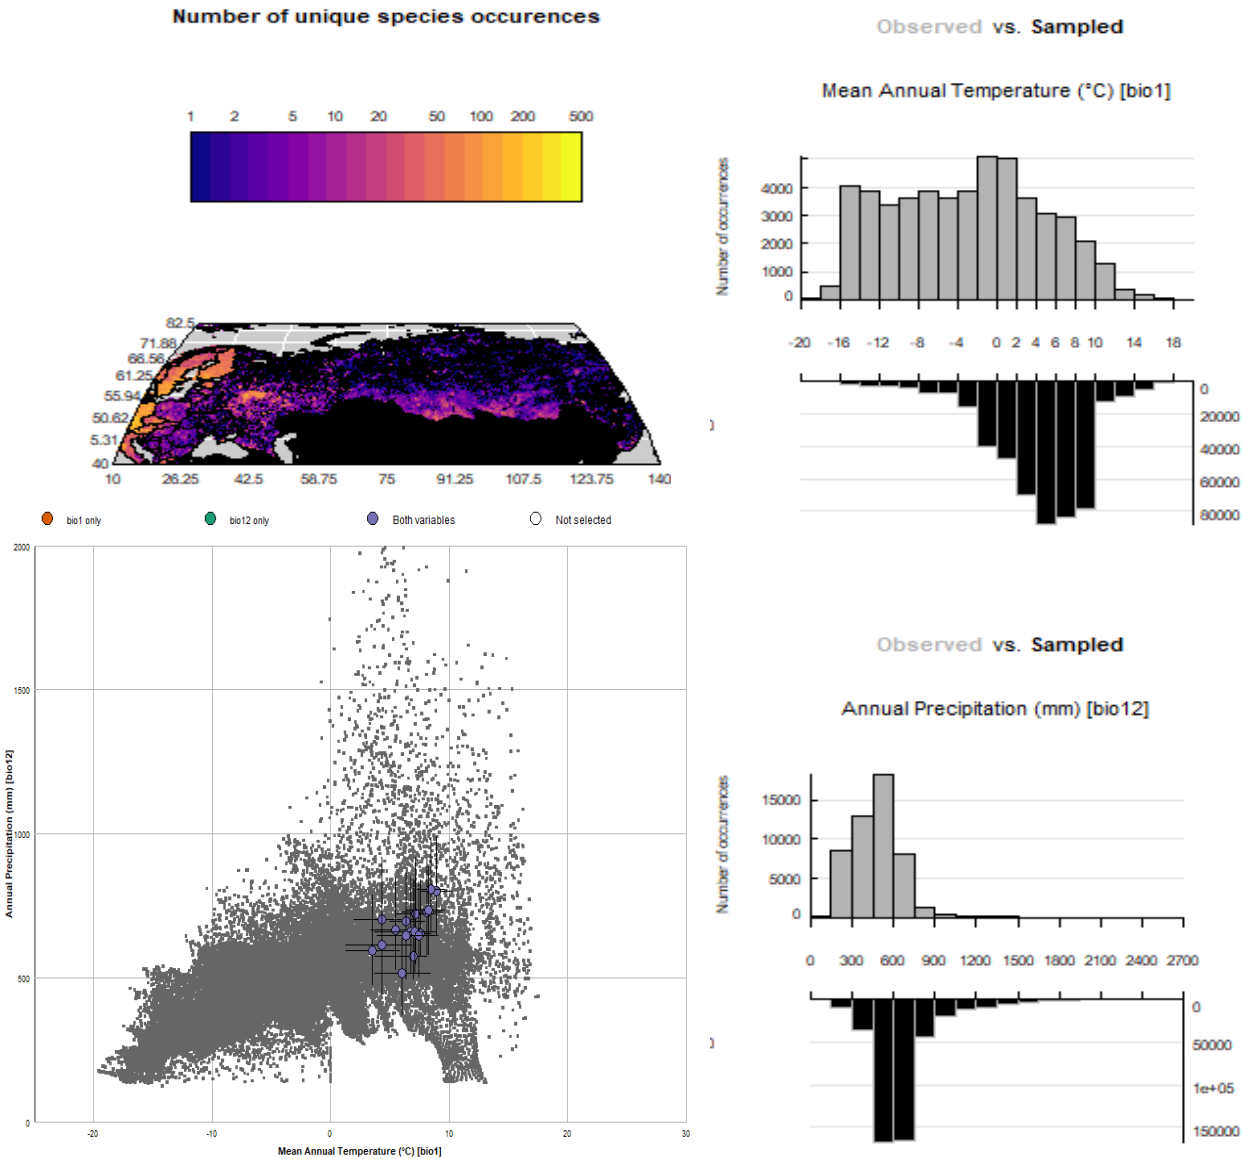 Number of unique species occurences
1 2 5 10 20 50 100 200 500
82.5
71.88
66.56
61.25
55.94
50.62
5.31
40
10 26.25 42.5 58.75 75 91.25 107.5 123.75 140
Observed vs. Sampled
Mean Annual Temperature (°C) [bio1]
Number of occurrences
4000
3000
2000
1000
0
-20 -16 -12 -8 -4 0 2 4 6 8 10 14 18
0
20000
40000
60000
80000
bio1 only bio12 only Both variables Not selected
2000
1500
1000
500
0
Annual Precipitation (mm) [bio12]
-20 -10 0 10 20 30
Mean Annual Temperature (°C) [bio1]
Observed vs. Sampled
Annual Precipitation (mm) [bio12]
Number of occurrences
15000
10000
5000
0
0 300 600 900 1200 1500 1800 2100 2400 2700
0
50000
1e+05
150000